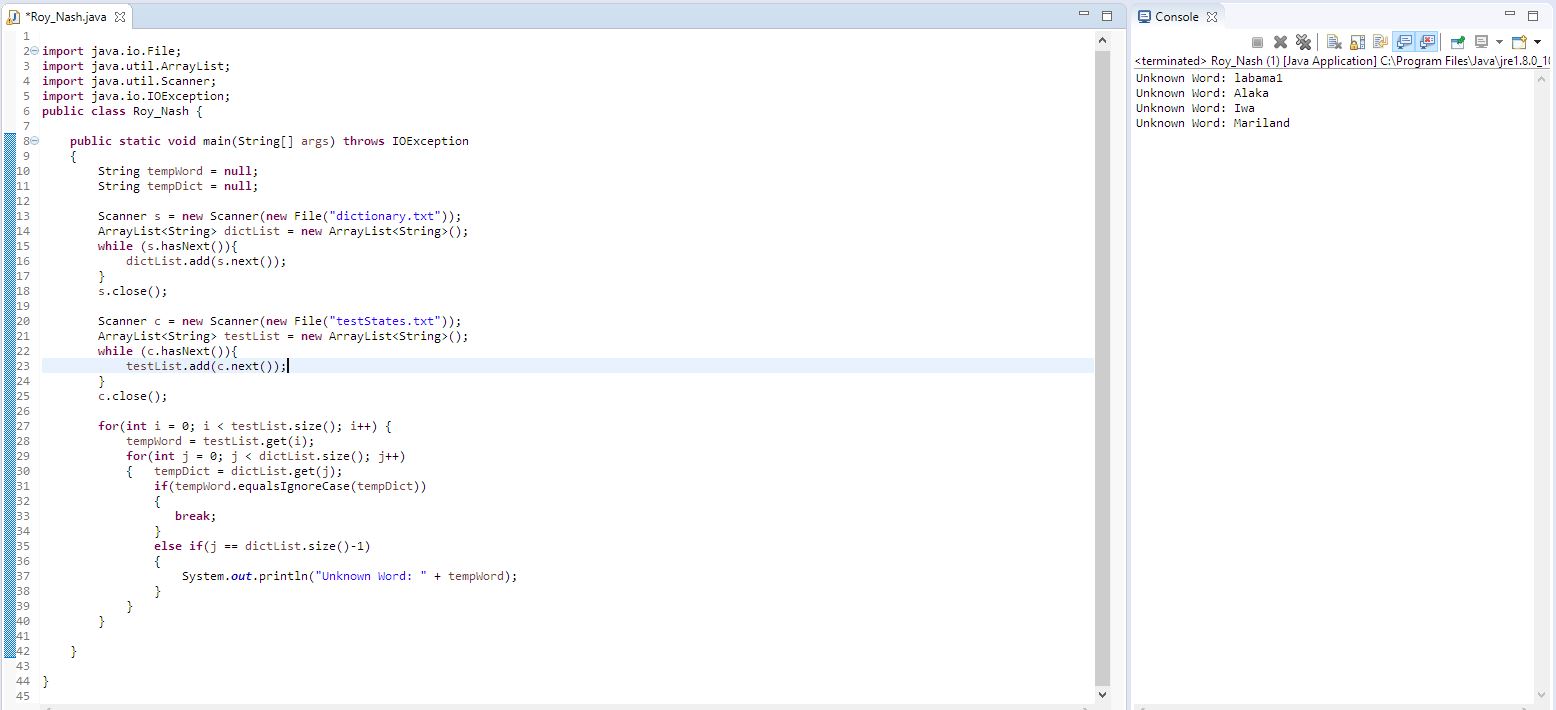 *Roy_Nash.java
1
2 import java.io.File;
3 import java.util.ArrayList;
4 import java.util.Scanner;
5 import java.io.IOException;
6 public class Roy_Nash {
7
8     public static void main(String[] args) throws IOException
9     {
10         String tempWord = null;
11         String tempDict = null;
12
13         Scanner s = new Scanner(new File("dictionary.txt"));
14         ArrayList<String> dictList = new ArrayList<String>();
15         while (s.hasNext()){
16             dictList.add(s.next());
17         }
18         s.close();
19
20         Scanner c = new Scanner(new File("testStates.txt"));
21         ArrayList<String> testList = new ArrayList<String>();
22         while (c.hasNext()){
23             testList.add(c.next());
24         }
25         c.close();
26
27         for(int i = 0; i < testList.size(); i++) {
28             tempWord = testList.get(i);
29             for(int j = 0; j < dictList.size(); j++)
30             {   tempDict = dictList.get(j);
31                 if(tempWord.equalsIgnoreCase(tempDict))
32                 {
33                    break;
34                 }
35                 else if(j == dictList.size()-1)
36                 {
37                     System.out.println("Unknown Word: " + tempWord);
38                 }
39             }
40         }
41
42     }
43
44 }
45
Console
<terminated> Roy_Nash (1) [Java Application] C:\Program Files\Java\jre1.8.0_10
Unknown Word: labama1
Unknown Word: Alaka
Unknown Word: Iwa
Unknown Word: Mariland